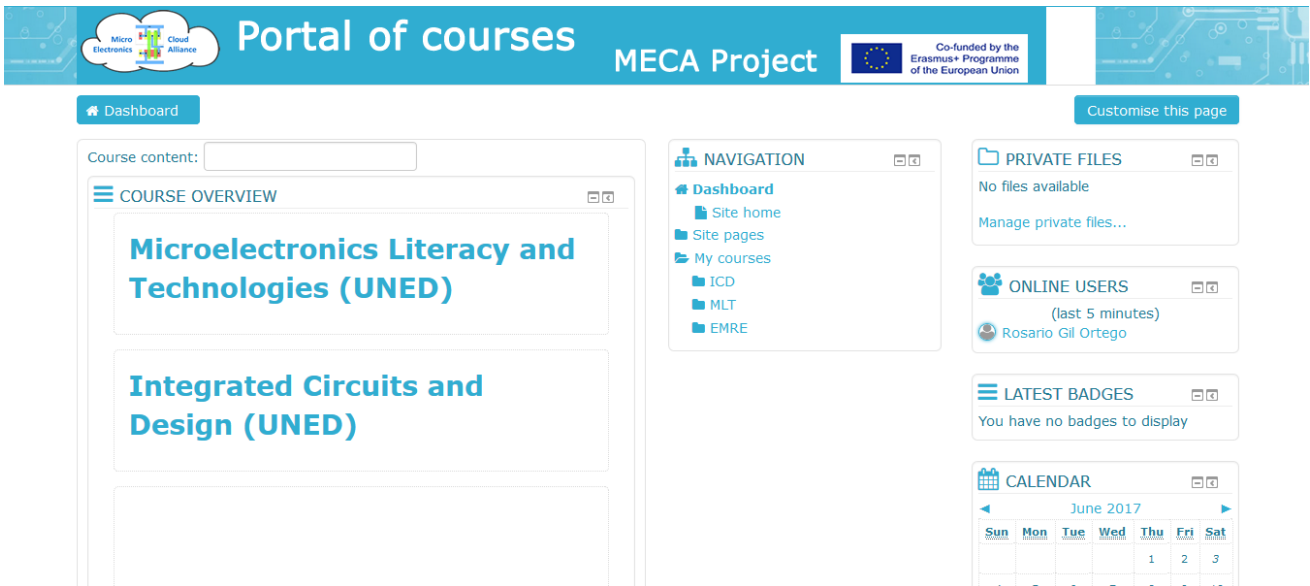 Micro Cloud
Electronics Alliance
Portal of courses
MECA Project
Co-funded by the
Erasmus+ Programme
of the European Union
Dashboard
Customise this page
Course content:
COURSE OVERVIEW
Microelectronics Literacy and
Technologies (UNED)
Integrated Circuits and
Design (UNED)
NAVIGATION
Dashboard
Site home
Site pages
My courses
ICD
MLT
EMRE
PRIVATE FILES
No files available
Manage private files...
ONLINE USERS
(last 5 minutes)
Rosario Gil Ortego
LATEST BADGES
You have no badges to display
CALENDAR
◄ June 2017 ►
Sun Mon Tue Wed Thu Fri Sat
1 2 3